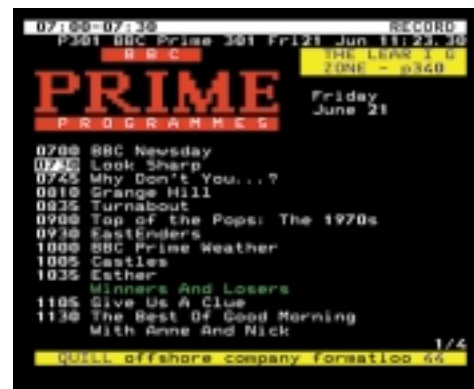 07:00-07:30 RECORD
P301 BBC Prime 301 Fri21 Jun 11:23.30
BBC
THE LEAR I G
ZONE - p340
PRIME
Friday
June 21
PROGRAMMES
0700 BBC Newsday
0730 Look Sharp
0745 Why Don't You...?
0810 Grange Hill
0835 Turnabout
0900 Top of the Pops: The 1970s
0930 EastEnders
1000 BBC Prime Weather
1005 Castles
1035 Esther
Winners And Losers
1105 Give Us A Clue
1130 The Best Of Good Morning
With Anne And Nick
1/4
QUILL offshore company formatioo 66